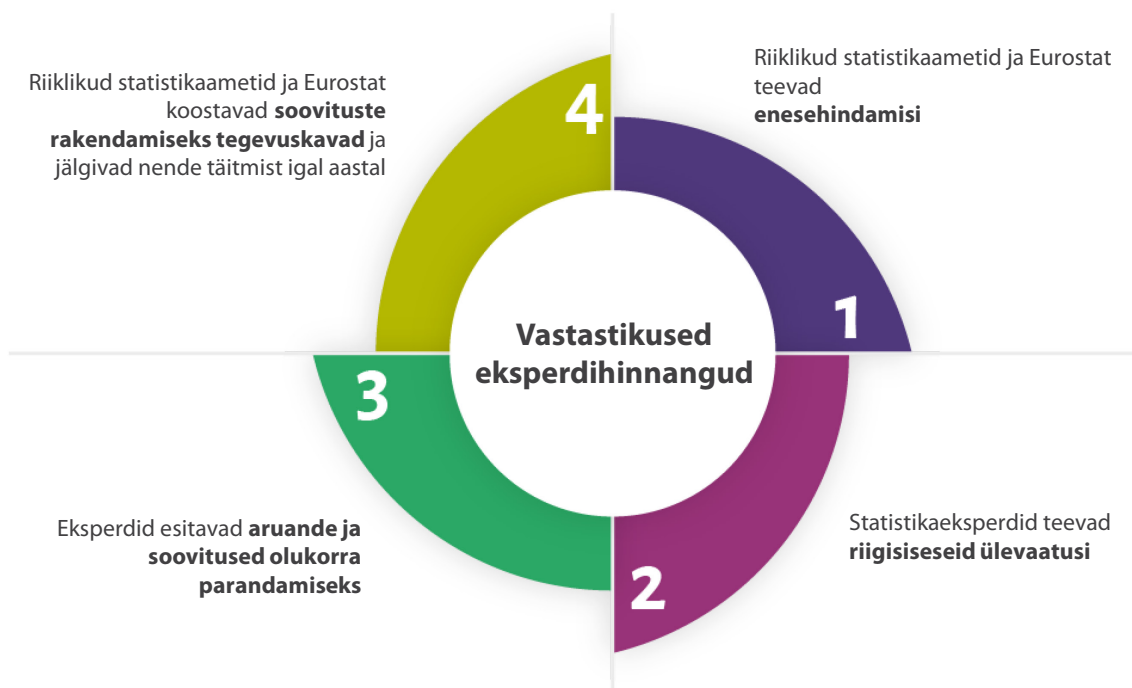 Riiklikud statistikaametid ja Eurostat
teevad
enesehindamisi
1
Statistikaeksperdid teevad
riigisiseseid ülevaatusi
2
Eksperdid esitavad aruande ja
soovitused olukorra
parandamiseks
3
Riiklikud statistikaametid ja Eurostat
koostavad soovituste
rakendamiseks tegevuskavad ja
jälgivad nende täitmist igal aastal
4
Vastastikused
eksperdihinnangud